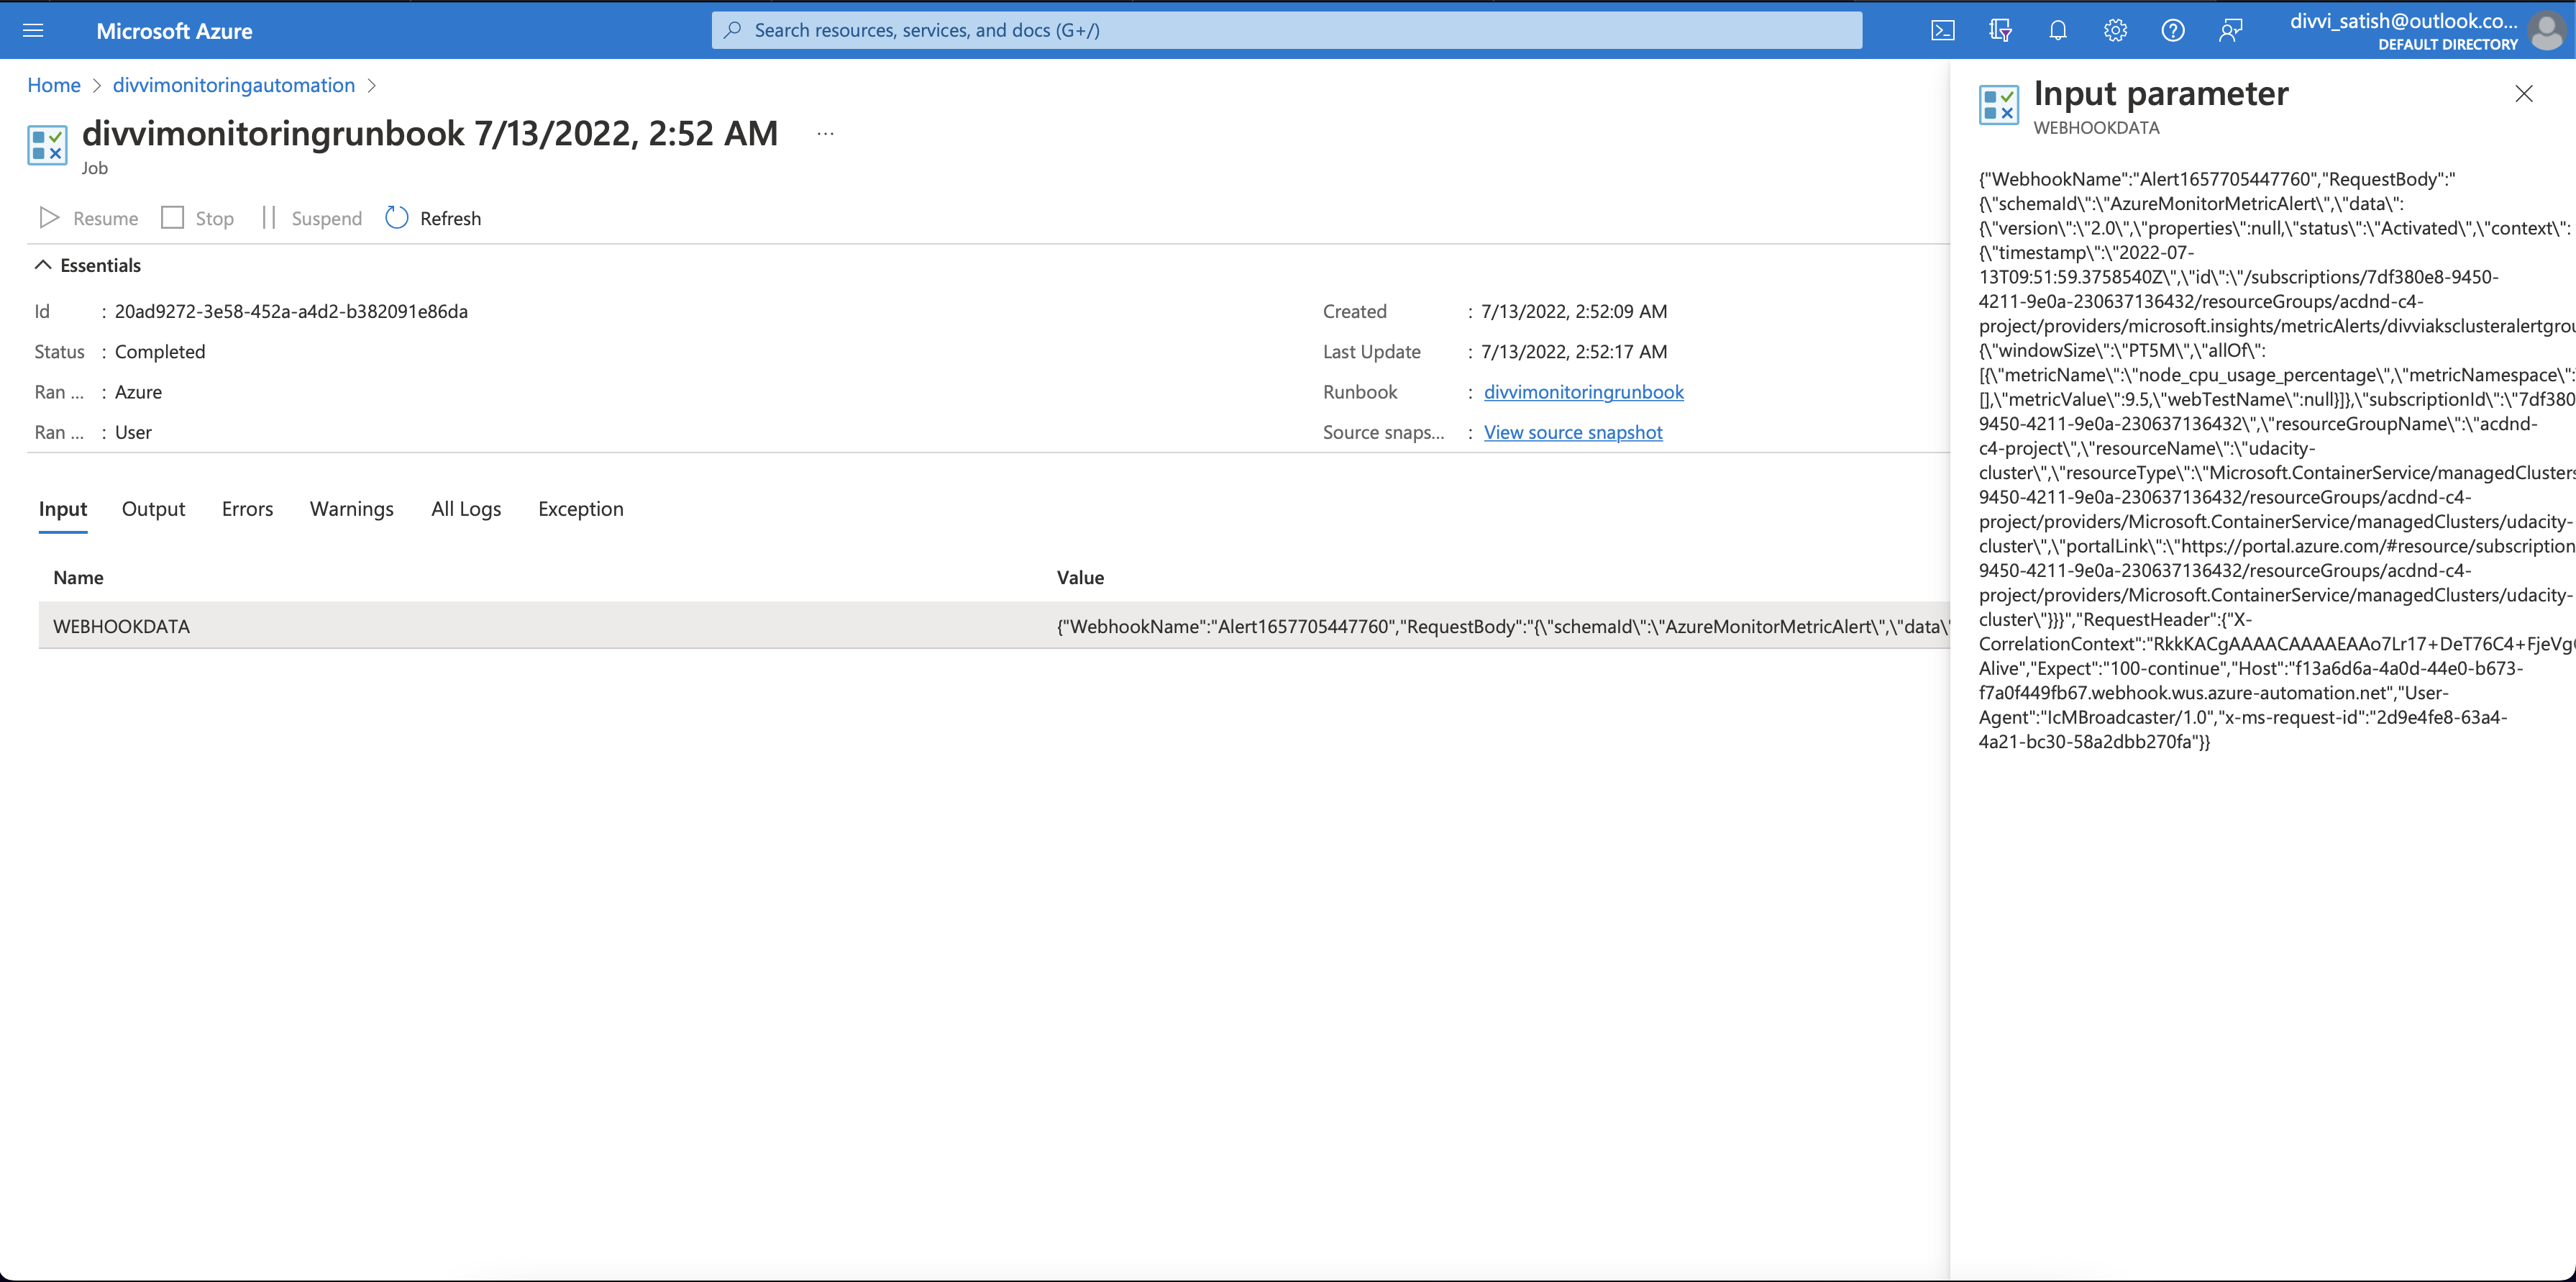 Microsoft Azure
Search resources, services, and docs (G+/)
divvi_satish@outlook.co...
DEFAULT DIRECTORY
Home > divvimonitoringautomation >
divvimonitoringrunbook 7/13/2022, 2:52 AM ...
Job
Resume Stop Suspend Refresh
Essentials
Id : 20ad9272-3e58-452a-a4d2-b382091e86da
Status : Completed
Ran ... : Azure
Ran ... : User
Created : 7/13/2022, 2:52:09 AM
Last Update : 7/13/2022, 2:52:17 AM
Runbook : divvimonitoringrunbook
Source snaps... : View source snapshot
Input Output Errors Warnings All Logs Exception
Name Value
WEBHOOKDATA {"WebhookName":"Alert1657705447760","RequestBody":"{\"schemaId\":\"AzureMonitorMetricAlert\",\"data\"
Input parameter
WEBHOOKDATA
{"WebhookName":"Alert1657705447760","RequestBody":"
{\"schemaId\":\"AzureMonitorMetricAlert\",\"data\":
{\"version\":\"2.0\",\"properties\":null,\"status\":\"Activated\",\"context\":
{\"timestamp\":\"2022-07-
13T09:51:59.3758540Z\",\"id\":\"/subscriptions/7df380e8-9450-
4211-9e0a-230637136432/resourceGroups/acdnd-c4-
project/providers/microsoft.insights/metricAlerts/divviaksclusteralertgrou
{\"windowSize\":\"PT5M\",\"allOf\":
[{\"metricName\":\"node_cpu_usage_percentage\",\"metricNamespace\":
[],\"metricValue\":9.5,\"webTestName\":null}]},\"subscriptionId\":\"7df380
9450-4211-9e0a-230637136432\",\"resourceGroupName\":\"acdnd-
c4-project\",\"resourceName\":\"udacity-
cluster\",\"resourceType\":\"Microsoft.ContainerService/managedClusters
9450-4211-9e0a-230637136432/resourceGroups/acdnd-c4-
project/providers/Microsoft.ContainerService/managedClusters/udacity-
cluster\",\"portalLink\":\"https://portal.azure.com/#resource/subscription
9450-4211-9e0a-230637136432/resourceGroups/acdnd-c4-
project/providers/Microsoft.ContainerService/managedClusters/udacity-
cluster\"}}}","RequestHeader":{"X-
CorrelationContext":"RkkKACgAAAACAAAAEAAo7Lr17+DeT76C4+FjeVg
Alive","Expect":"100-continue","Host":"f13a6d6a-4a0d-44e0-b673-
f7a0f449fb67.webhook.wus.azure-automation.net","User-
Agent":"IcMBroadcaster/1.0","x-ms-request-id":"2d9e4fe8-63a4-
4a21-bc30-58a2dbb270fa"}}